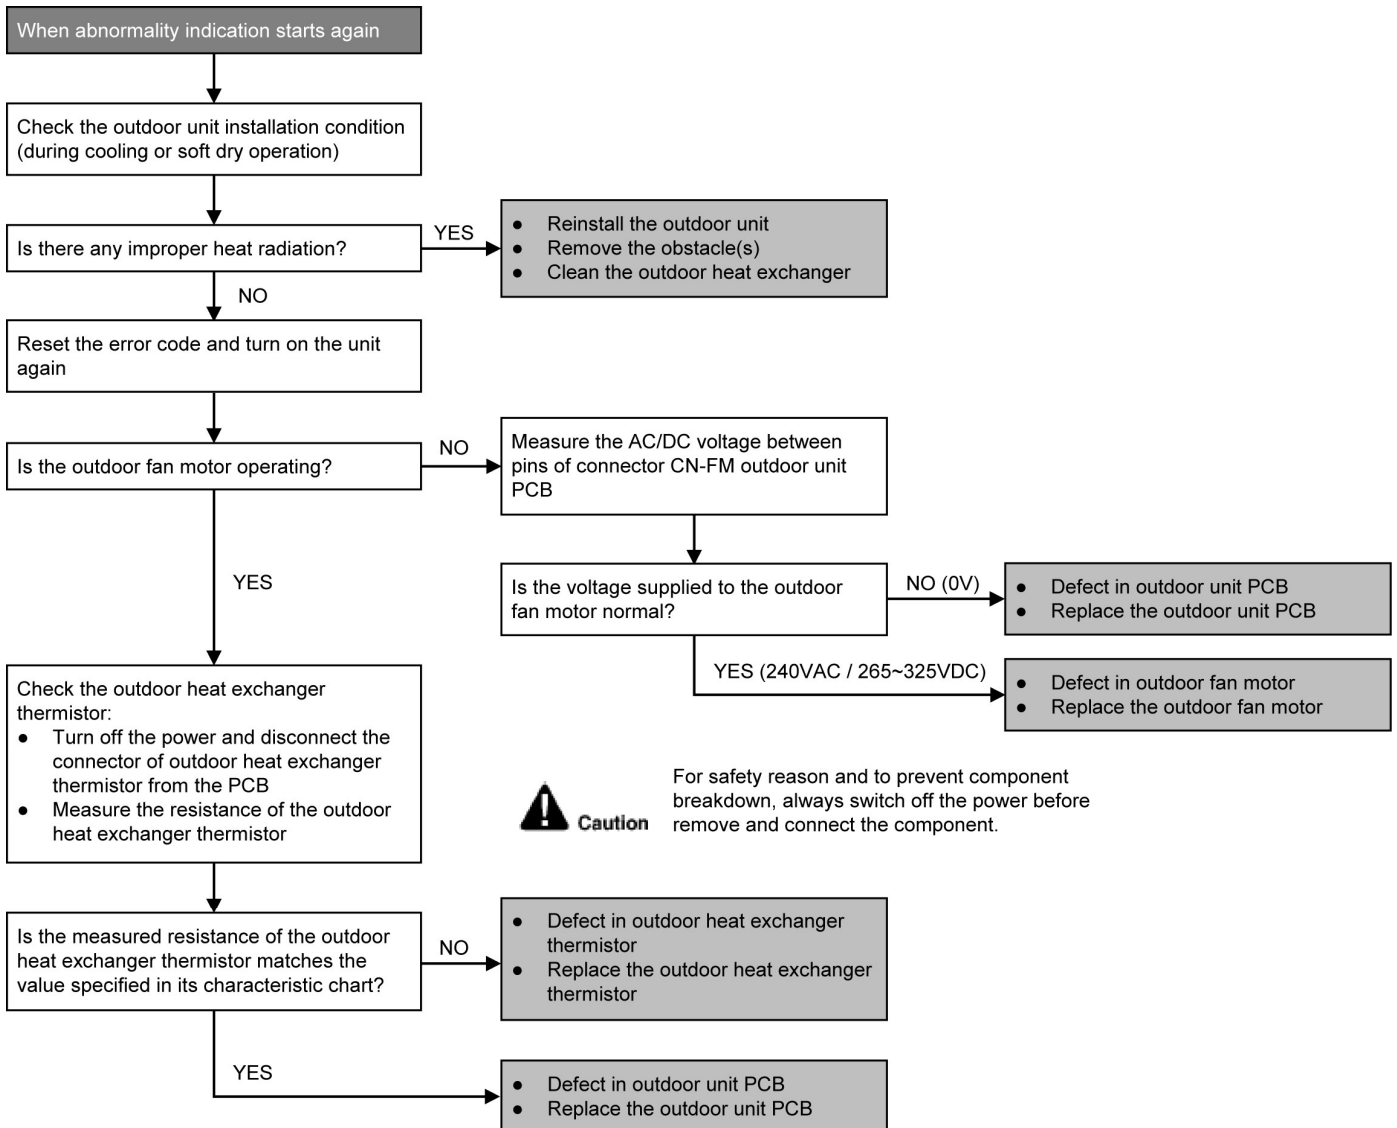 When abnormality indication starts again
Check the outdoor unit installation condition
(during cooling or soft dry operation)
Is there any improper heat radiation?
YES
● Reinstall the outdoor unit
● Remove the obstacle(s)
● Clean the outdoor heat exchanger
NO
Reset the error code and turn on the unit
again
Is the outdoor fan motor operating?
NO
Measure the AC/DC voltage between
pins of connector CN-FM outdoor unit
PCB
YES
Is the voltage supplied to the outdoor
fan motor normal?
NO (0V)
● Defect in outdoor unit PCB
● Replace the outdoor unit PCB
YES (240VAC / 265~325VDC)
● Defect in outdoor fan motor
● Replace the outdoor fan motor
Check the outdoor heat exchanger
thermistor:
● Turn off the power and disconnect the
connector of outdoor heat exchanger
thermistor from the PCB
● Measure the resistance of the outdoor
heat exchanger thermistor
Caution
For safety reason and to prevent component
breakdown, always switch off the power before
remove and connect the component.
Is the measured resistance of the outdoor
heat exchanger thermistor matches the
value specified in its characteristic chart?
NO
● Defect in outdoor heat exchanger
thermistor
● Replace the outdoor heat exchanger
thermistor
YES
● Defect in outdoor unit PCB
● Replace the outdoor unit PCB